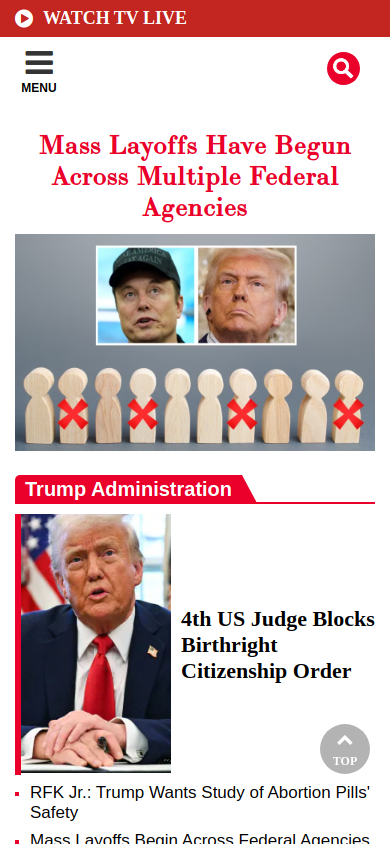 WATCH TV LIVE
MENU
Mass Layoffs Have Begun
Across Multiple Federal
Agencies
Trump Administration
4th US Judge Blocks
Birthright
Citizenship Order
TOP
RFK Jr.: Trump Wants Study of Abortion Pills'
Safety
Mass Layoffs Begin Across Federal Agencies